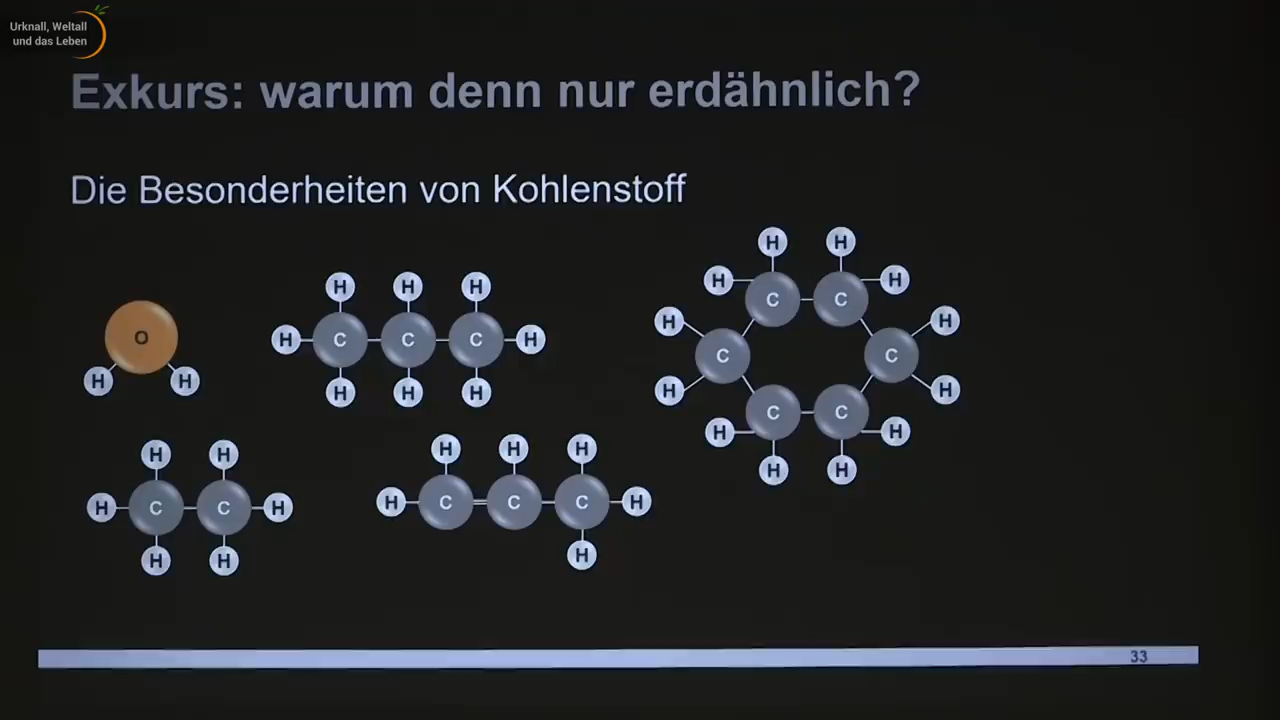 Urknall, Weltall
und das Leben
Exkurs: warum denn nur erdähnlich?
Die Besonderheiten von Kohlenstoff
O
H H
H H H
H C C C H
H H H
H H
H H
C C
H H
C C
H H
C C
H H
H H
H H
H C C H
H H
H H H
H C C C H
H
33